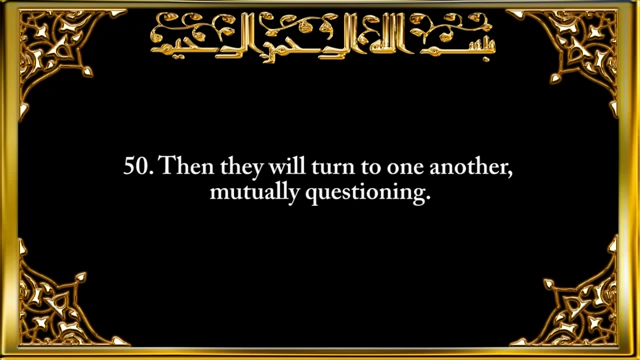 بسم الله الرحمن الرحيم
50. Then they will turn to one another,
mutually questioning.